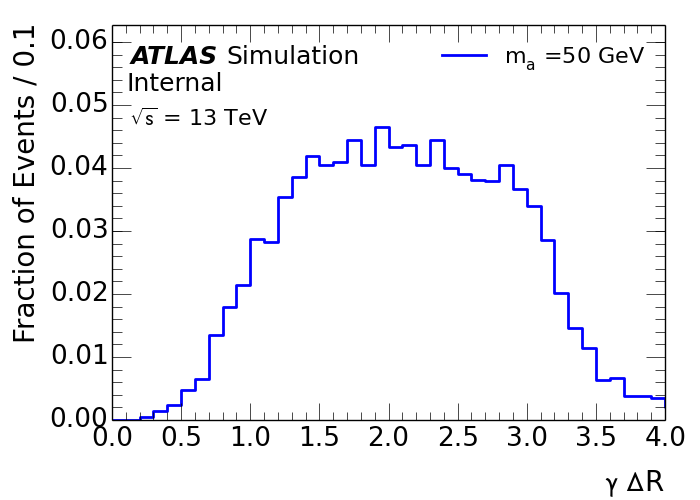 ATLAS Simulation
Internal
√s = 13 TeV
mₐ =50 GeV
Fraction of Events / 0.1
0.06
0.05
0.04
0.03
0.02
0.01
0.00
0.0 0.5 1.0 1.5 2.0 2.5 3.0 3.5 4.0
γ ΔR